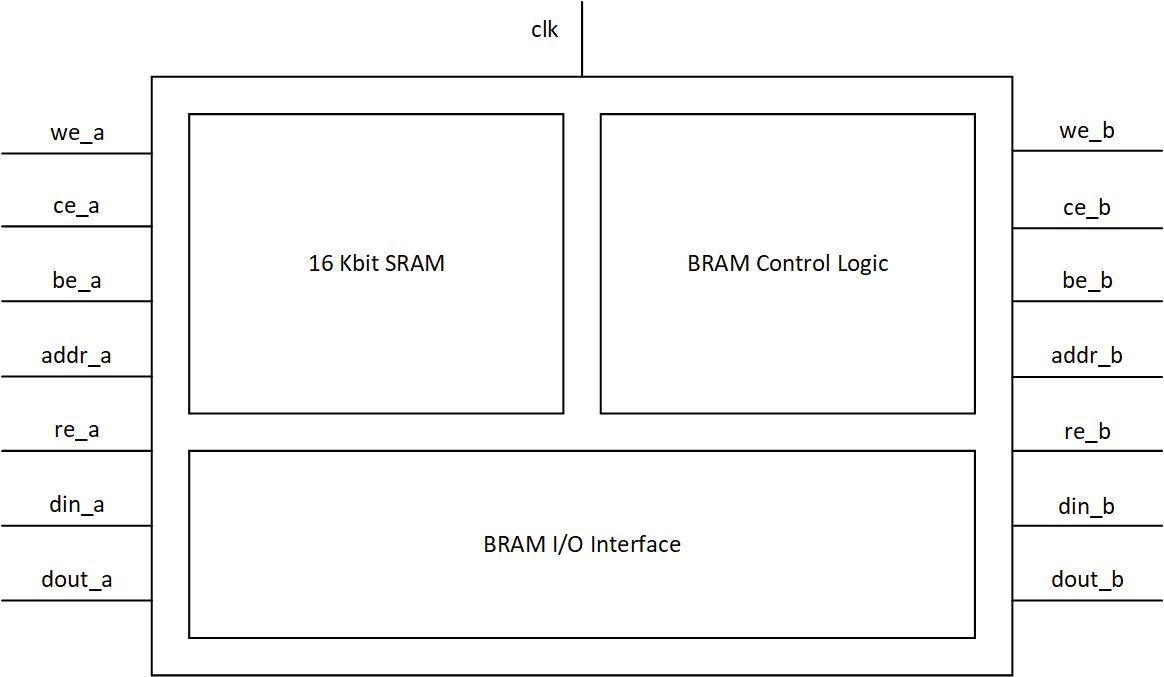 clk
we_a
we_b
ce_a
ce_b
16 Kbit SRAM
BRAM Control Logic
be_a
be_b
addr_a
addr_b
re_a
re_b
din_a
din_b
BRAM I/O Interface
dout_a
dout_b